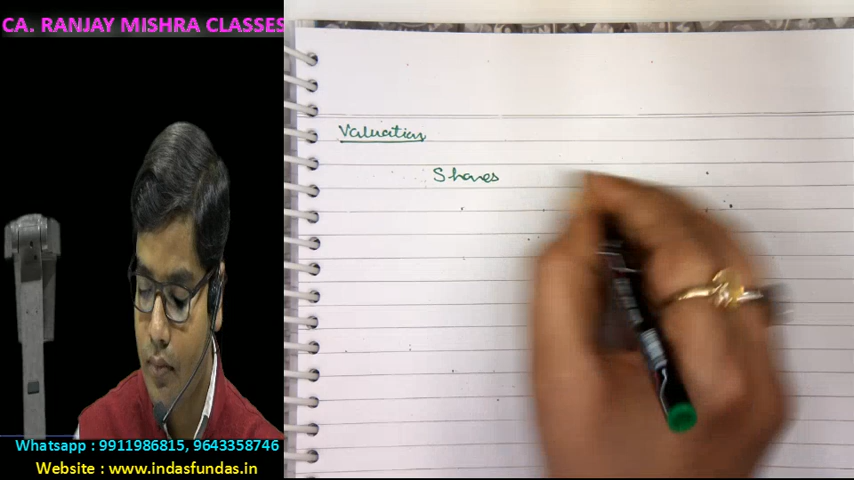 CA. RANJAY MISHRA CLASSES
Valuation
Shares
Whatsapp : 9911986815, 9643358746
Website : www.indasfundas.in